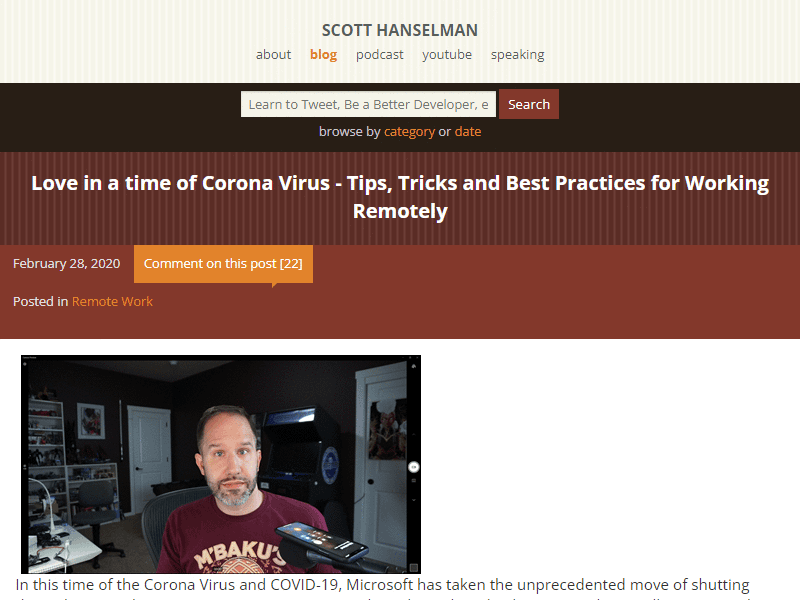 SCOTT HANSELMAN
about blog podcast youtube speaking
Learn to Tweet, Be a Better Developer, e
Search
browse by category or date
Love in a time of Corona Virus - Tips, Tricks and Best Practices for Working
Remotely
February 28, 2020
Comment on this post [22]
Posted in Remote Work
M'BAKU'S
In this time of the Corona Virus and COVID-19, Microsoft has taken the unprecedented move of shutting